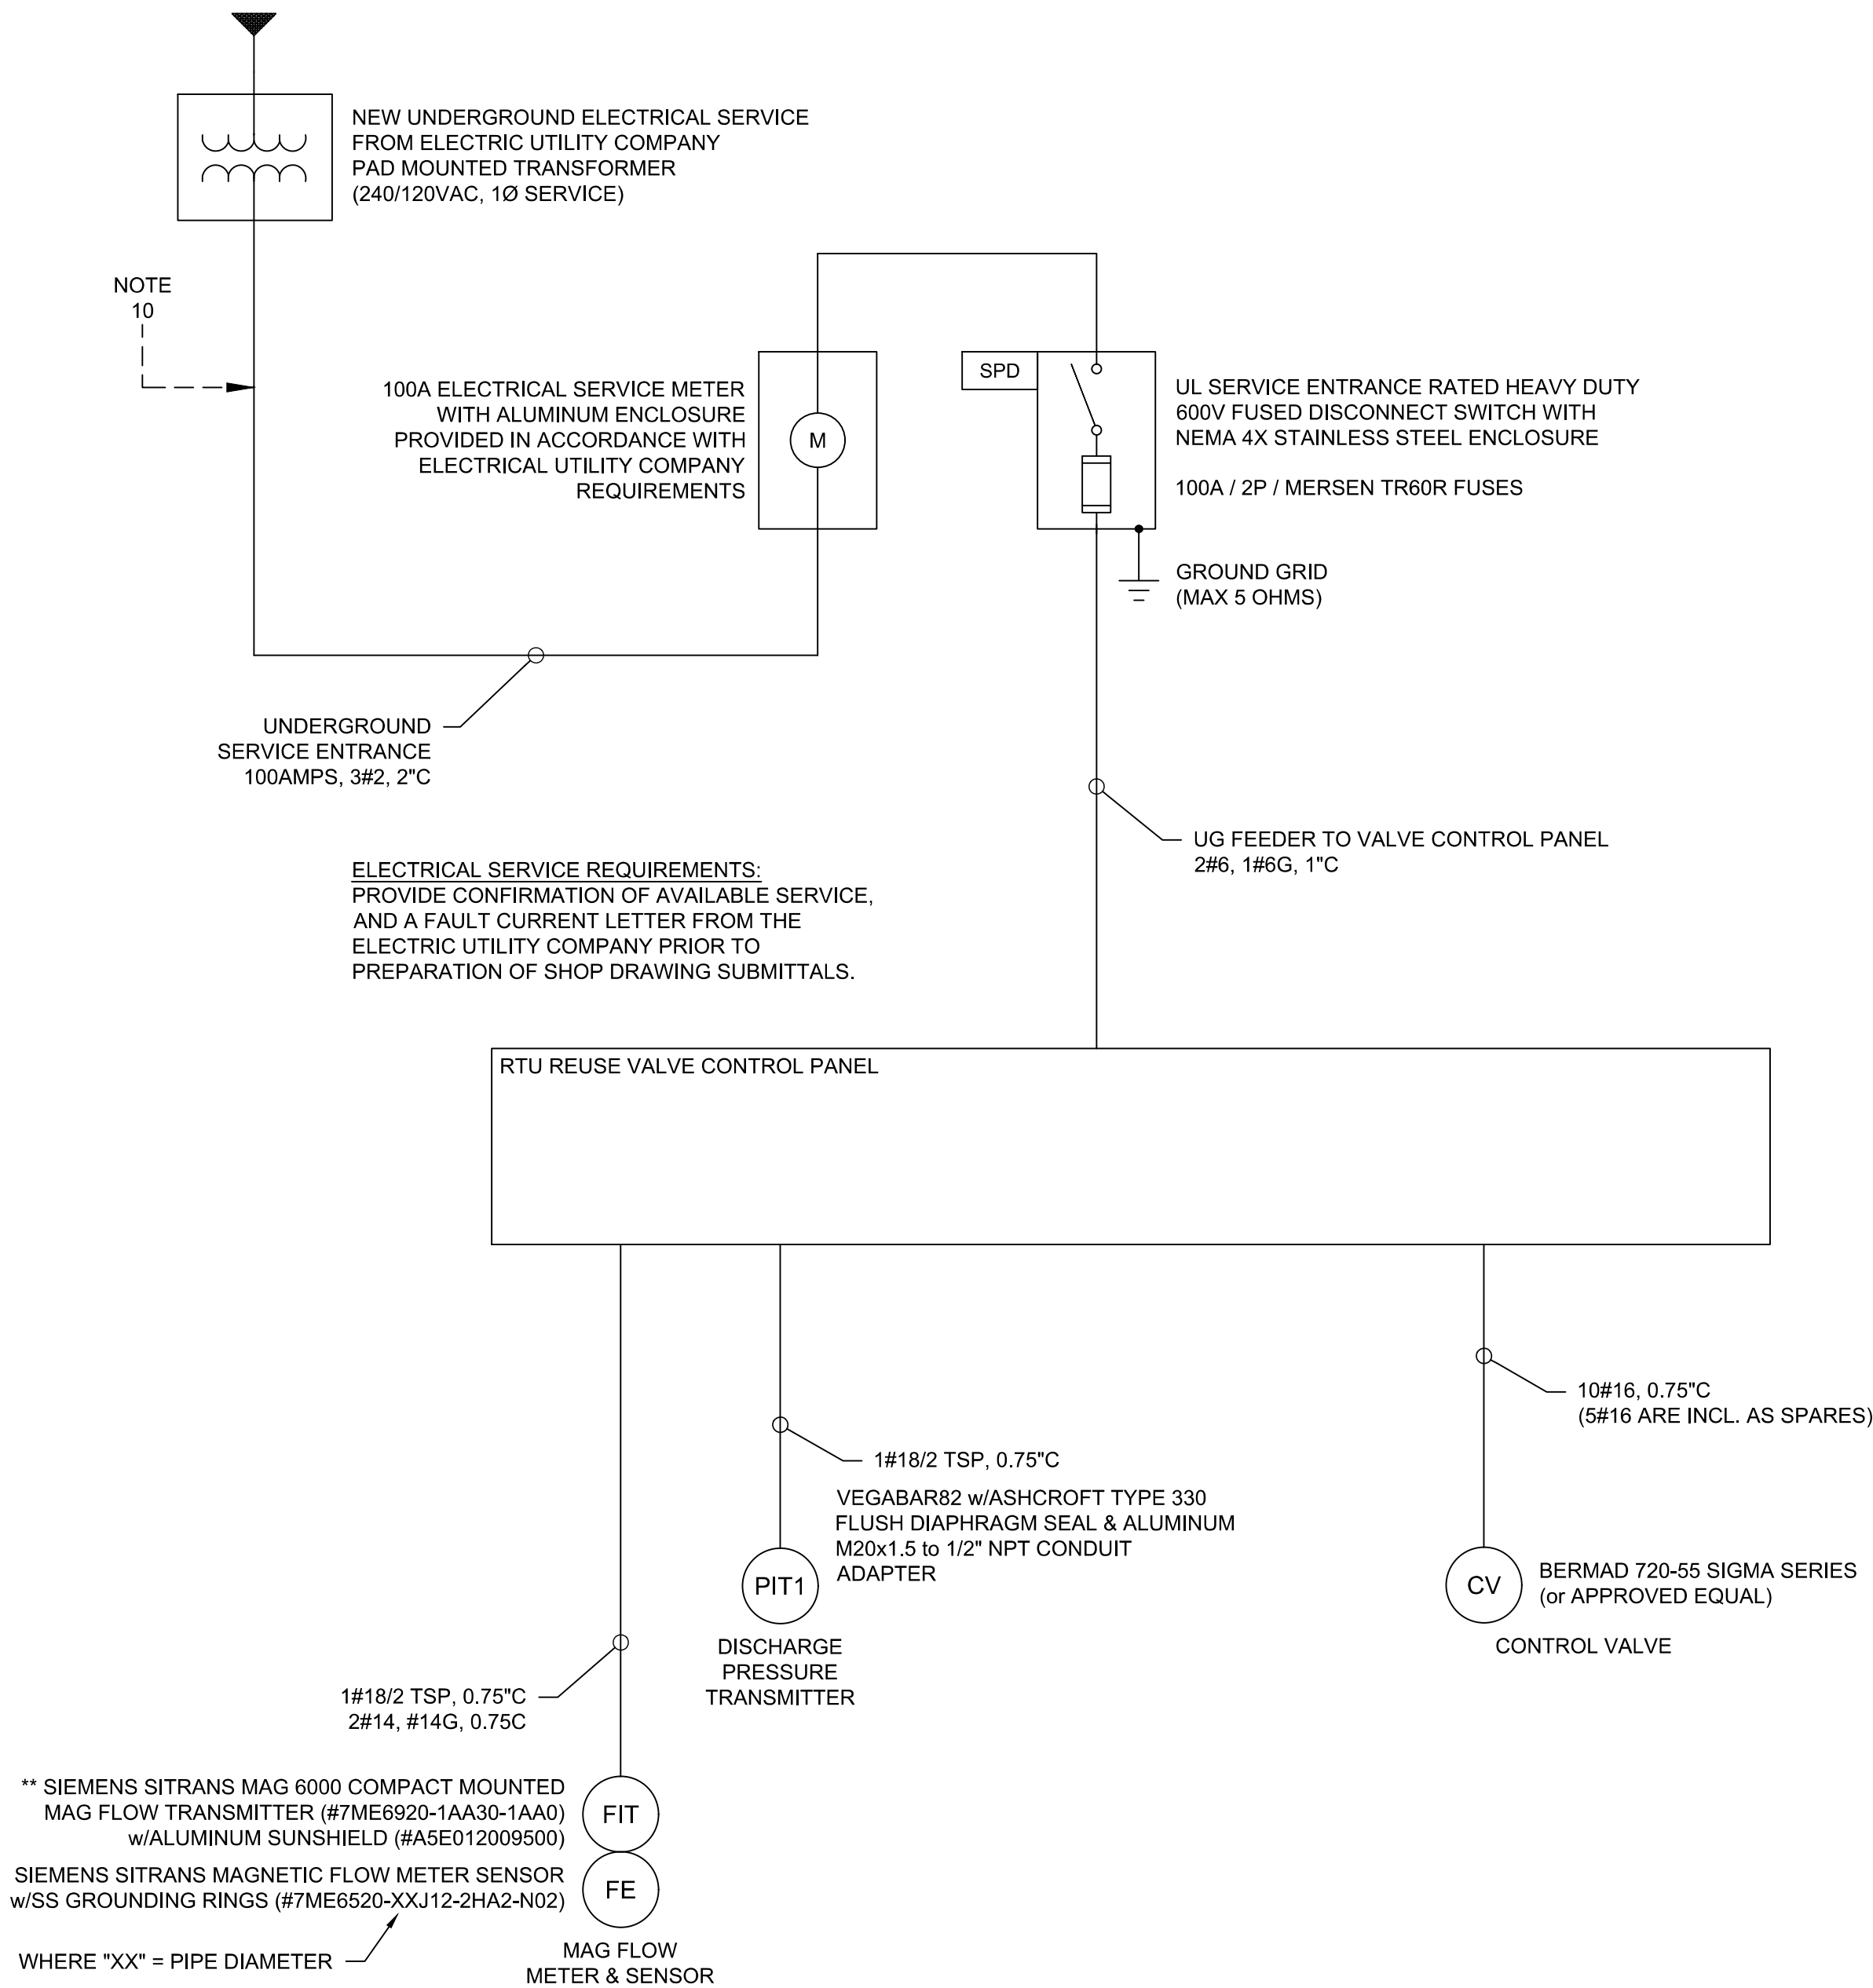 NEW UNDERGROUND ELECTRICAL SERVICE
FROM ELECTRIC UTILITY COMPANY
PAD MOUNTED TRANSFORMER
(240/120VAC, 1Ø SERVICE)
NOTE
10
100A ELECTRICAL SERVICE METER
WITH ALUMINUM ENCLOSURE
PROVIDED IN ACCORDANCE WITH
ELECTRICAL UTILITY COMPANY
REQUIREMENTS
M
SPD
UL SERVICE ENTRANCE RATED HEAVY DUTY
600V FUSED DISCONNECT SWITCH WITH
NEMA 4X STAINLESS STEEL ENCLOSURE
100A / 2P / MERSEN TR60R FUSES
GROUND GRID
(MAX 5 OHMS)
UNDERGROUND
SERVICE ENTRANCE
100AMPS, 3#2, 2"C
UG FEEDER TO VALVE CONTROL PANEL
2#6, 1#6G, 1"C
ELECTRICAL SERVICE REQUIREMENTS:
PROVIDE CONFIRMATION OF AVAILABLE SERVICE,
AND A FAULT CURRENT LETTER FROM THE
ELECTRIC UTILITY COMPANY PRIOR TO
PREPARATION OF SHOP DRAWING SUBMITTALS.
RTU REUSE VALVE CONTROL PANEL
10#16, 0.75"C
(5#16 ARE INCL. AS SPARES)
1#18/2 TSP, 0.75"C
VEGABAR82 w/ASHCROFT TYPE 330
FLUSH DIAPHRAGM SEAL & ALUMINUM
M20x1.5 to 1/2" NPT CONDUIT
ADAPTER
PIT1
DISCHARGE
PRESSURE
TRANSMITTER
CV
BERMAD 720-55 SIGMA SERIES
(or APPROVED EQUAL)
CONTROL VALVE
1#18/2 TSP, 0.75"C
2#14, #14G, 0.75C
** SIEMENS SITRANS MAG 6000 COMPACT MOUNTED
MAG FLOW TRANSMITTER (#7ME6920-1AA30-1AA0)
w/ALUMINUM SUNSHIELD (#A5E012009500)
FIT
SIEMENS SITRANS MAGNETIC FLOW METER SENSOR
w/SS GROUNDING RINGS (#7ME6520-XXJ12-2HA2-N02)
FE
WHERE "XX" = PIPE DIAMETER
MAG FLOW
METER & SENSOR